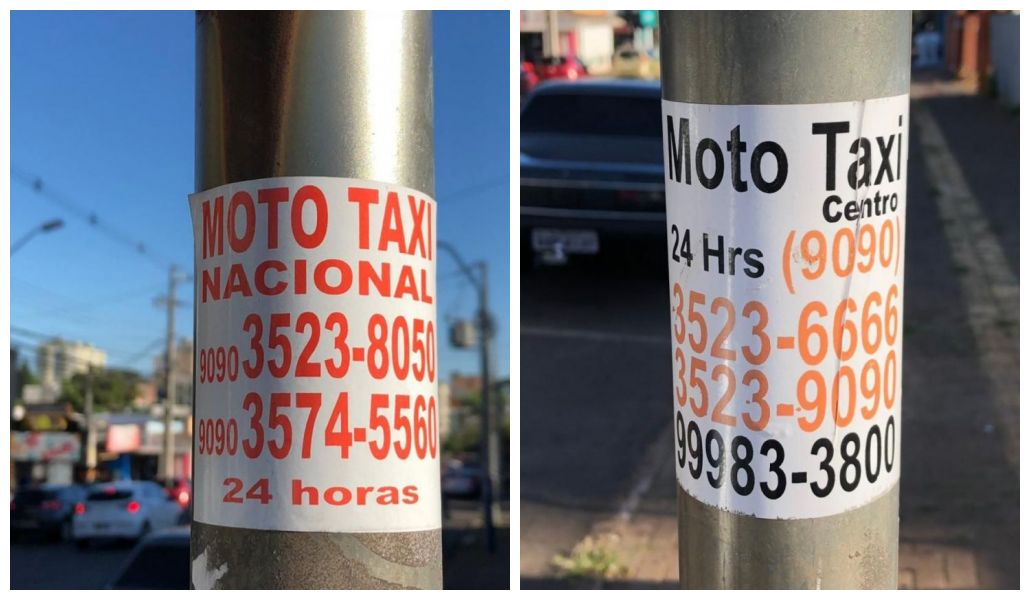 MOTO TAXI
NACIONAL
9090 3523-8050
9090 3574-5560
24 horas
Moto Taxi
Centro
24 Hrs (9090)
3523-6666
3523-9090
99983-3800